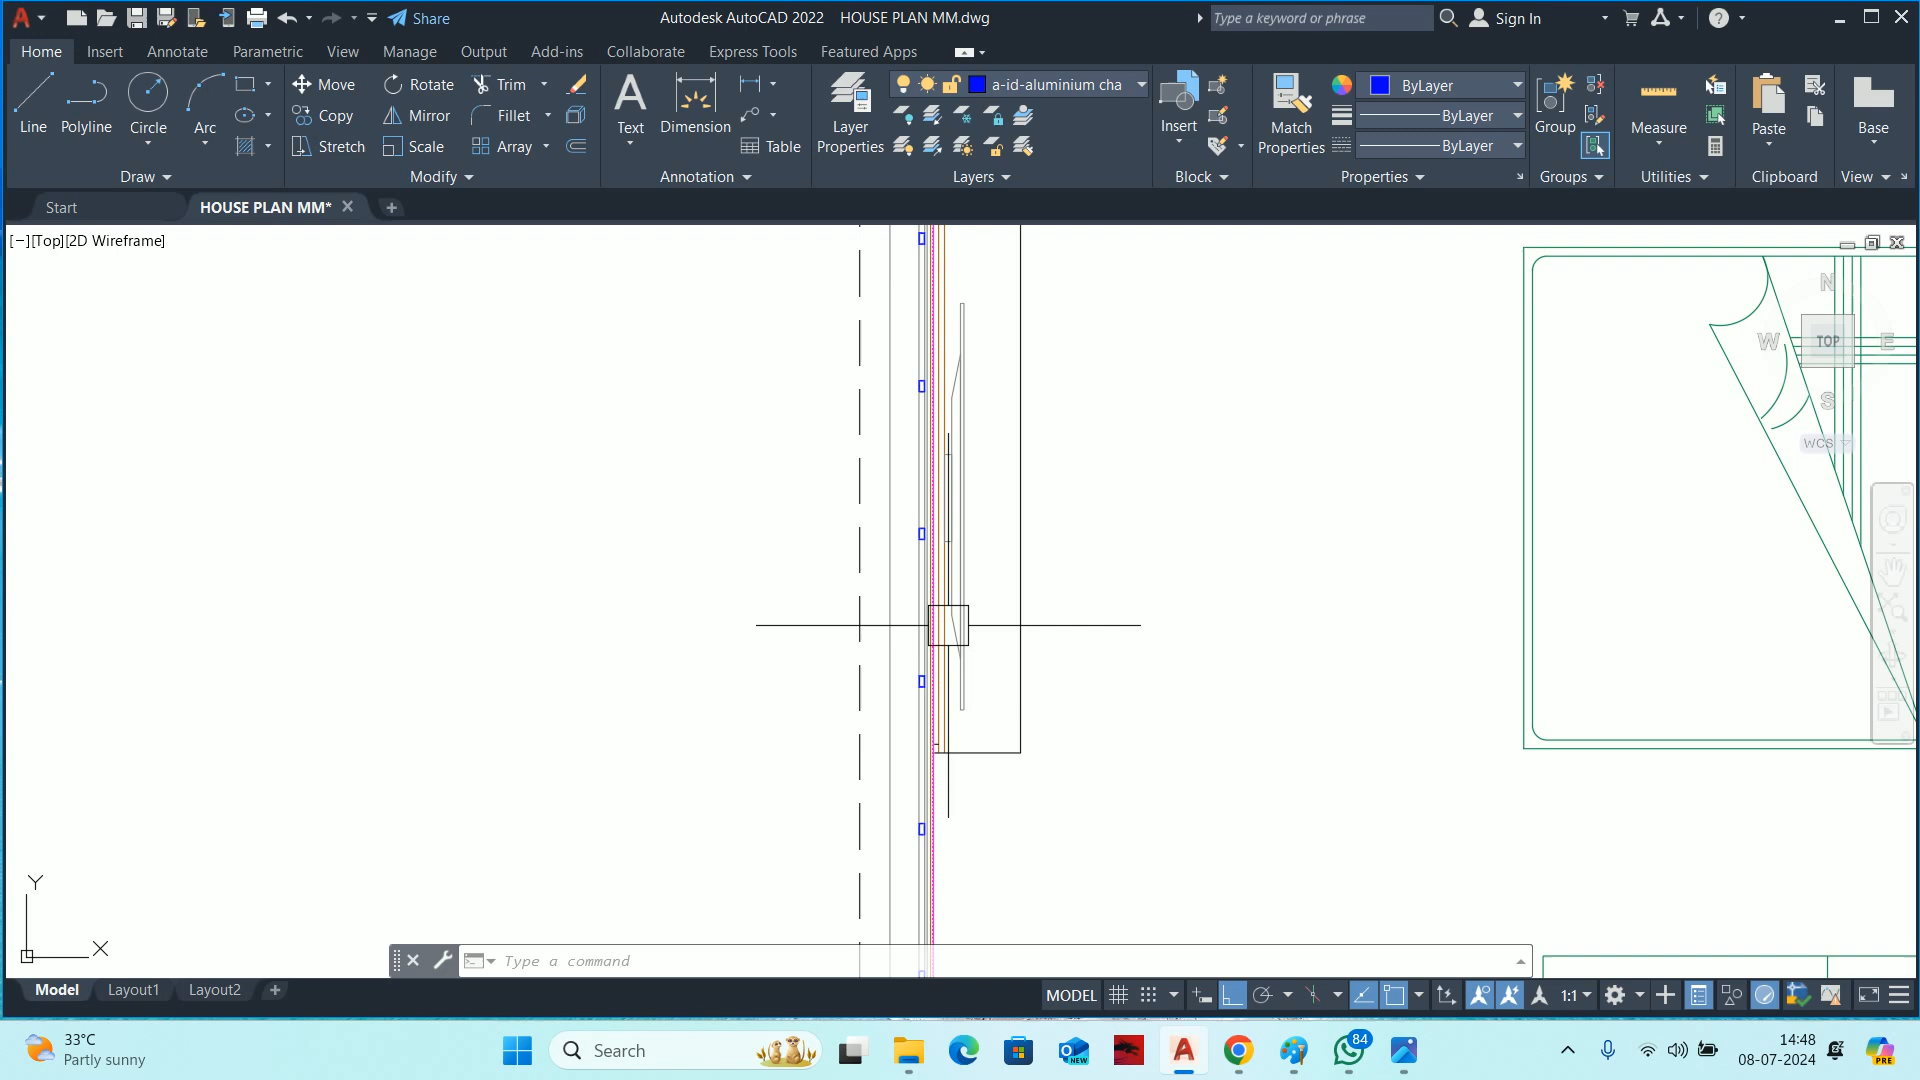 Share
Autodesk AutoCAD 2022 HOUSE PLAN MM.dwg
Type a keyword or phrase
Sign In
Home Insert Annotate Parametric View Manage Output Add-ins Collaborate Express Tools Featured Apps
Line Polyline Circle Arc
Move Rotate Trim
Copy Mirror Fillet
Stretch Scale Array
Text Dimension Table
Layer Properties
a-id-aluminium cha
Insert
Match Properties
ByLayer
ByLayer
ByLayer
Group
Measure
Paste
Base
Draw Modify Annotation Layers Block Properties Groups Utilities Clipboard View
Start HOUSE PLAN MM*
[−][Top][2D Wireframe]
N
W TOP E
S
WCS
Y
X
Type a command
Model Layout1 Layout2
MODEL 1:1
33°C
Partly sunny
Search
NEW
84
14:48
08-07-2024
PRE